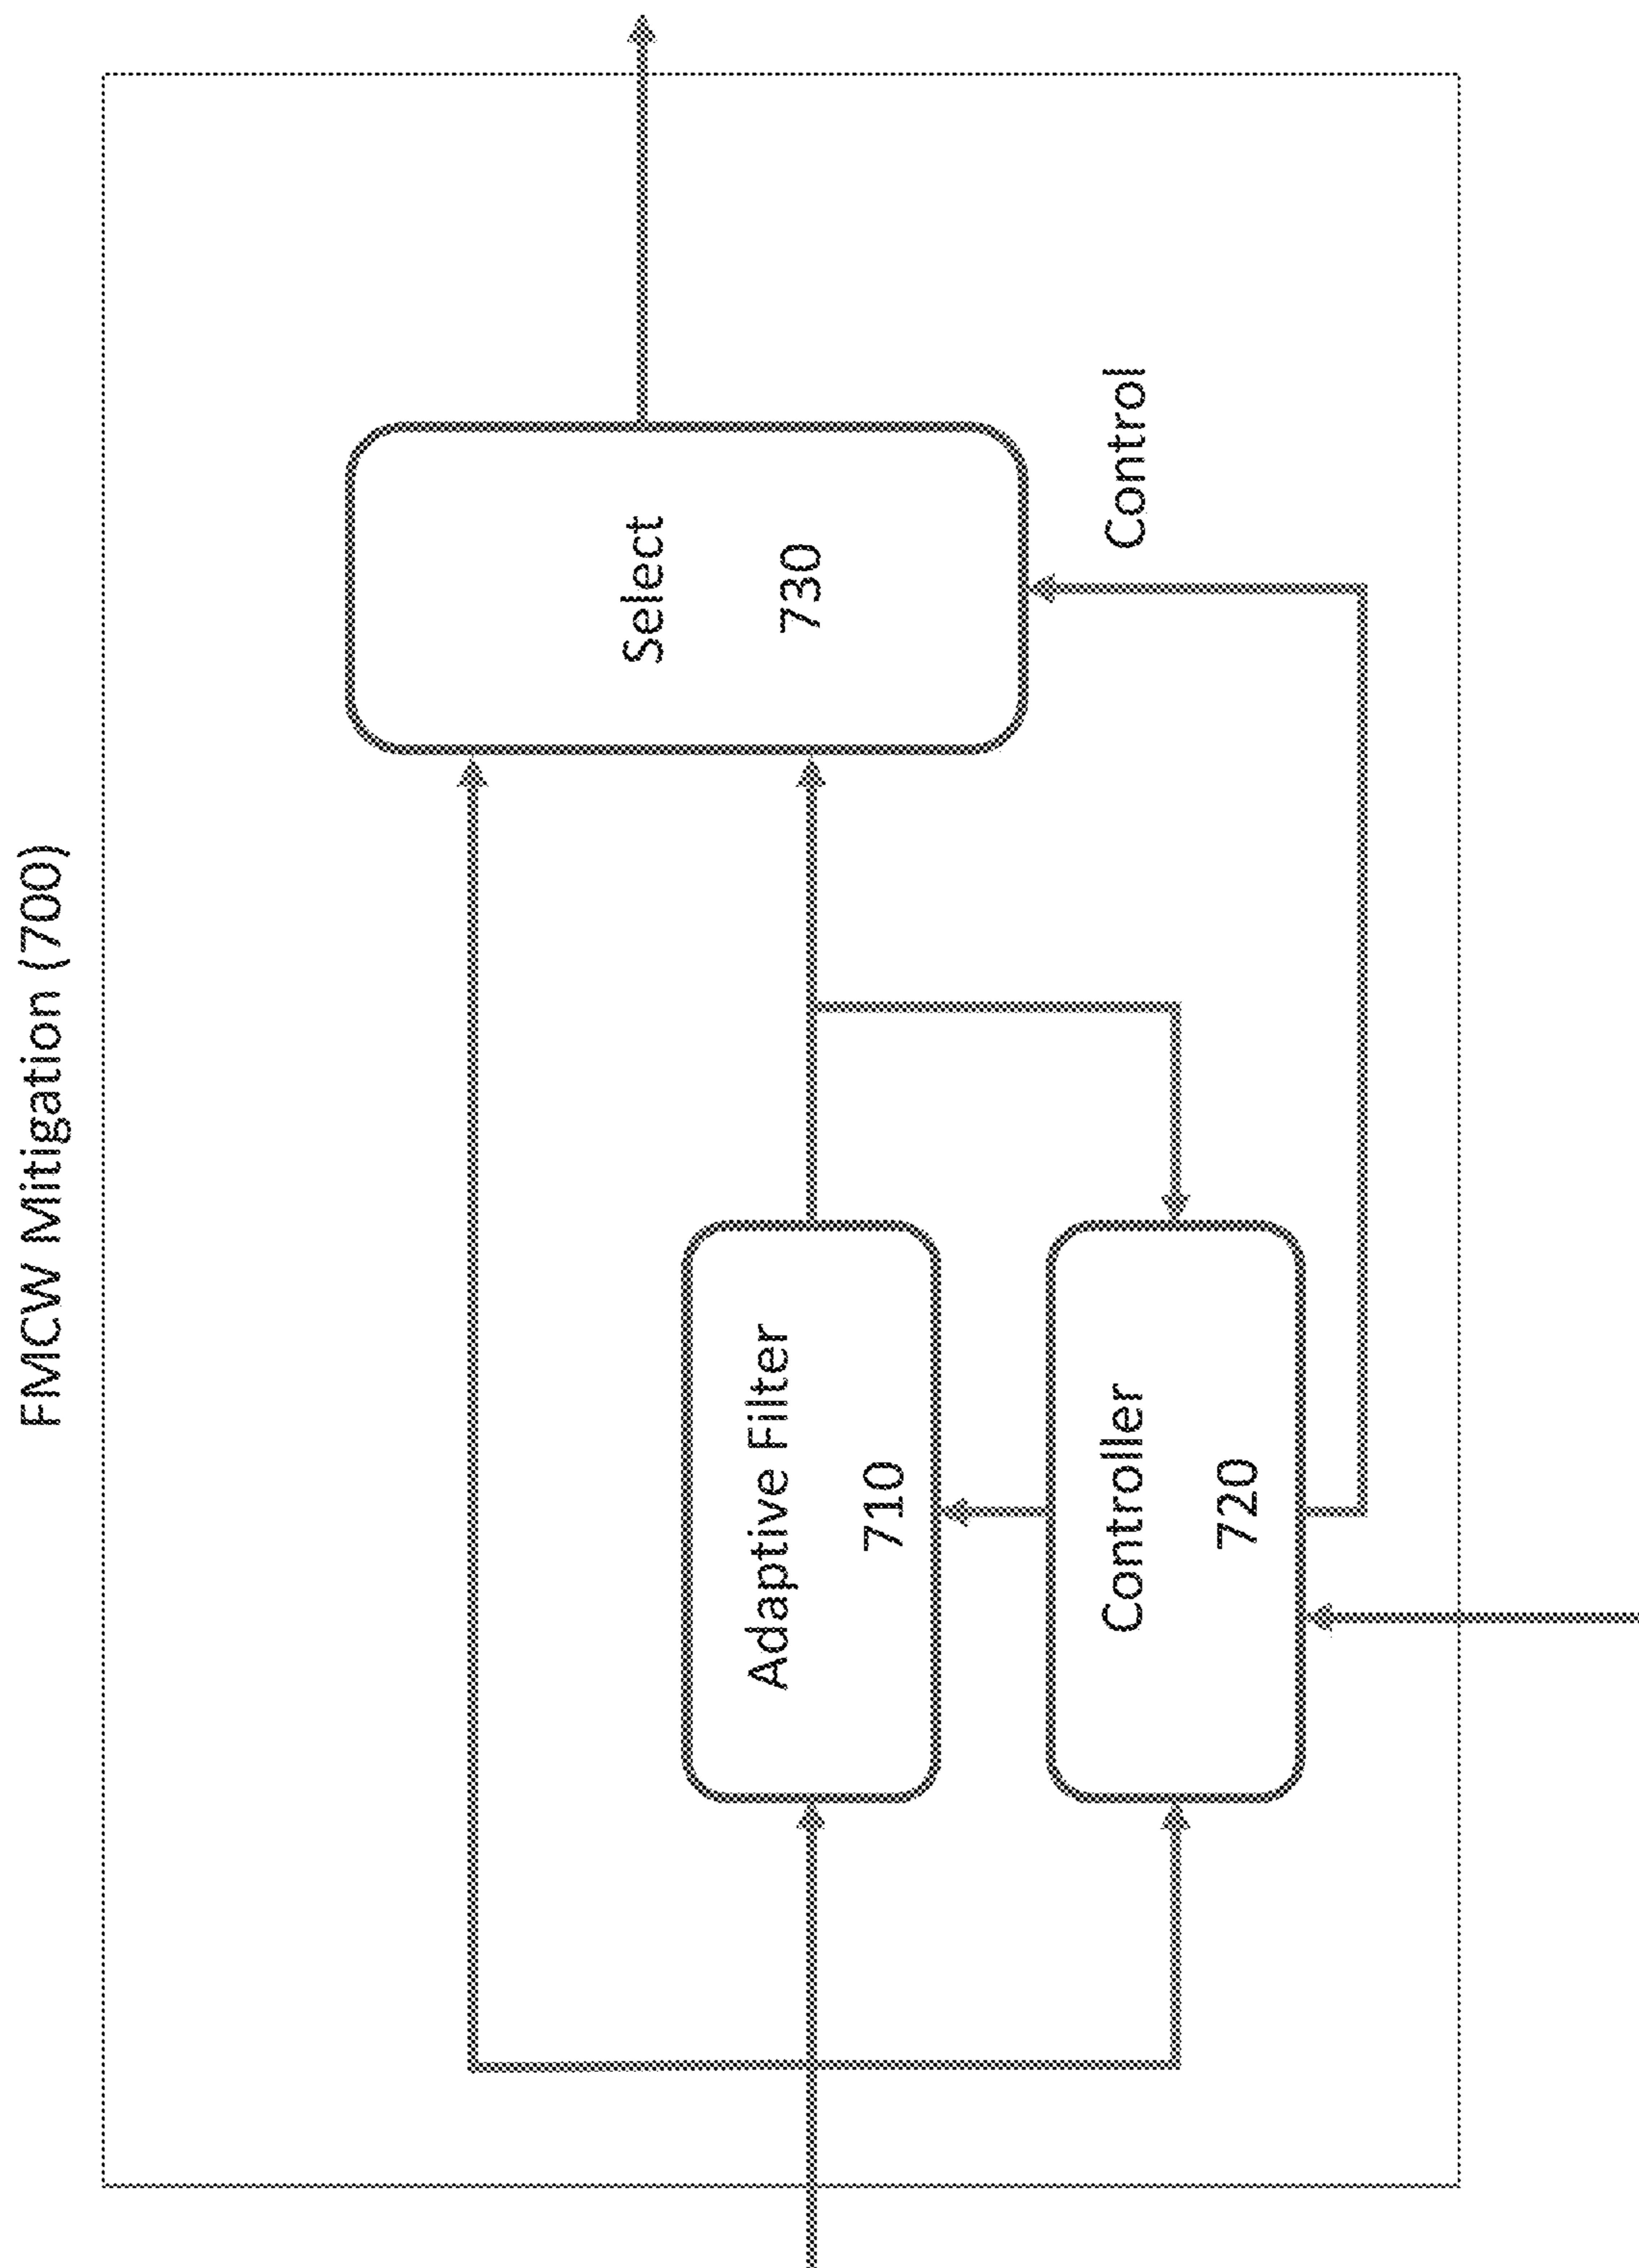 FMCW Mitigation (700)
Adaptive Filter
710
Controller
720
Select
730
Control